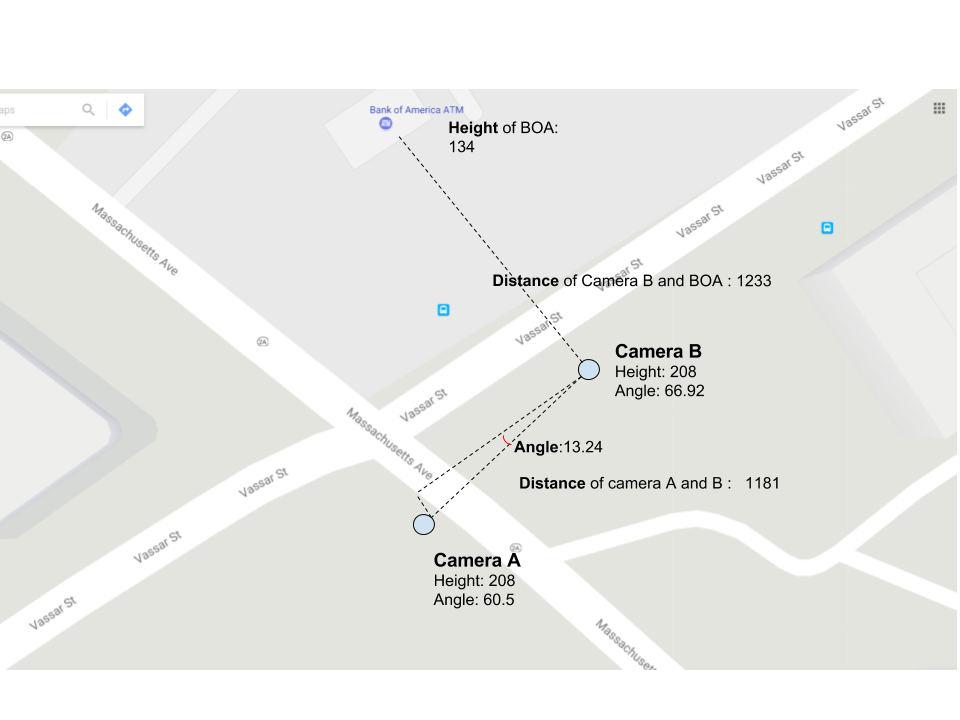 aps
Bank of America ATM
Height of BOA:
134
Vassar St
Vassar St
2A
Massachusetts Ave
Vassar St
Vassar St
Distance of Camera B and BOA : 1233
Vassar St
2A
Camera B
Height: 208
Angle: 66.92
Vassar St
Massachusetts Ave
Angle:13.24
Vassar St
Distance of camera A and B : 1181
Vassar St
2A
Camera A
Height: 208
Angle: 60.5
Vassar St
Massachusetts